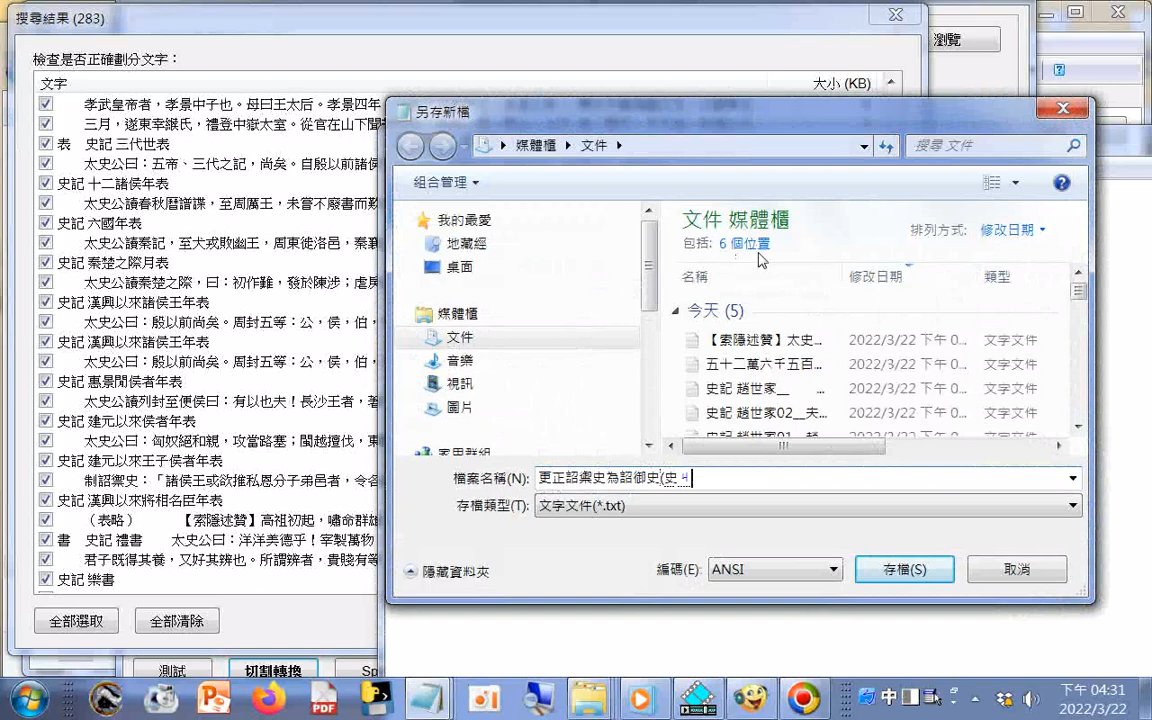 搜尋結果 (283)
檢查是否正確劃分文字：
文字
大小 (KB)
孝武皇帝者，孝景中子也。母曰王太后。孝景四年
三月，遂東幸緱氏，禮登中嶽太室。從官在山下聞
表 史記 三代世表
太史公曰：五帝、三代之記，尚矣。自殷以前諸侯
史記 十二諸侯年表
太史公讀春秋曆譜諜，至周厲王，未嘗不廢書而
史記 六國年表
太史公讀秦記，至犬戎敗幽王，周東徙洛邑，秦襄
史記 秦楚之際月表
太史公讀秦楚之際，曰：初作難，發於陳涉；虐戾
史記 漢興以來諸侯王年表
太史公曰：殷以前尚矣。周封五等：公，侯，伯，
史記 漢興以來諸侯王年表
太史公曰：殷以前尚矣。周封五等：公，侯，伯，
史記 惠景閒侯者年表
太史公讀列封至便侯曰：有以也夫！長沙王者，著
史記 建元以來侯者年表
太史公曰：匈奴絕和親，攻當路塞；閩越擅伐，東
史記 建元以來王子侯者年表
制詔禦史：「諸侯王或欲推私恩分子弟邑者，令各
史記 漢興以來將相名臣年表
（表略） 【索隱述贊】高祖初起，嘯命群雄
書 史記 禮書 太史公曰：洋洋美德乎！宰製萬物
君子既得其養，又好其辨也。所謂辨者，貴賤有等
史記 樂書
全部選取
全部清除
測試
切割轉換
Sp
瀏覽
另存新檔
媒體櫃
文件
搜尋 文件
組合管理
我的最愛
地藏經
桌面
媒體櫃
文件
音樂
視訊
圖片
家用群組
文件 媒體櫃
包括: 6 個位置
排列方式: 修改日期
名稱
修改日期
類型
今天 (5)
【索隱述贊】太史... 2022/3/22 下午 0... 文字文件
五十二萬六千五百... 2022/3/22 下午 0... 文字文件
史記 趙世家__ ... 2022/3/22 下午 0... 文字文件
史記 趙世家02__夫... 2022/3/22 下午 0... 文字文件
檔案名稱(N): 更正詔禦史為詔御史(史 ㄐ
存檔類型(T): 文字文件(*.txt)
隱藏資料夾
編碼(E):
ANSI
存檔(S)
取消
PDF
中
下午 04:31
2022/3/22